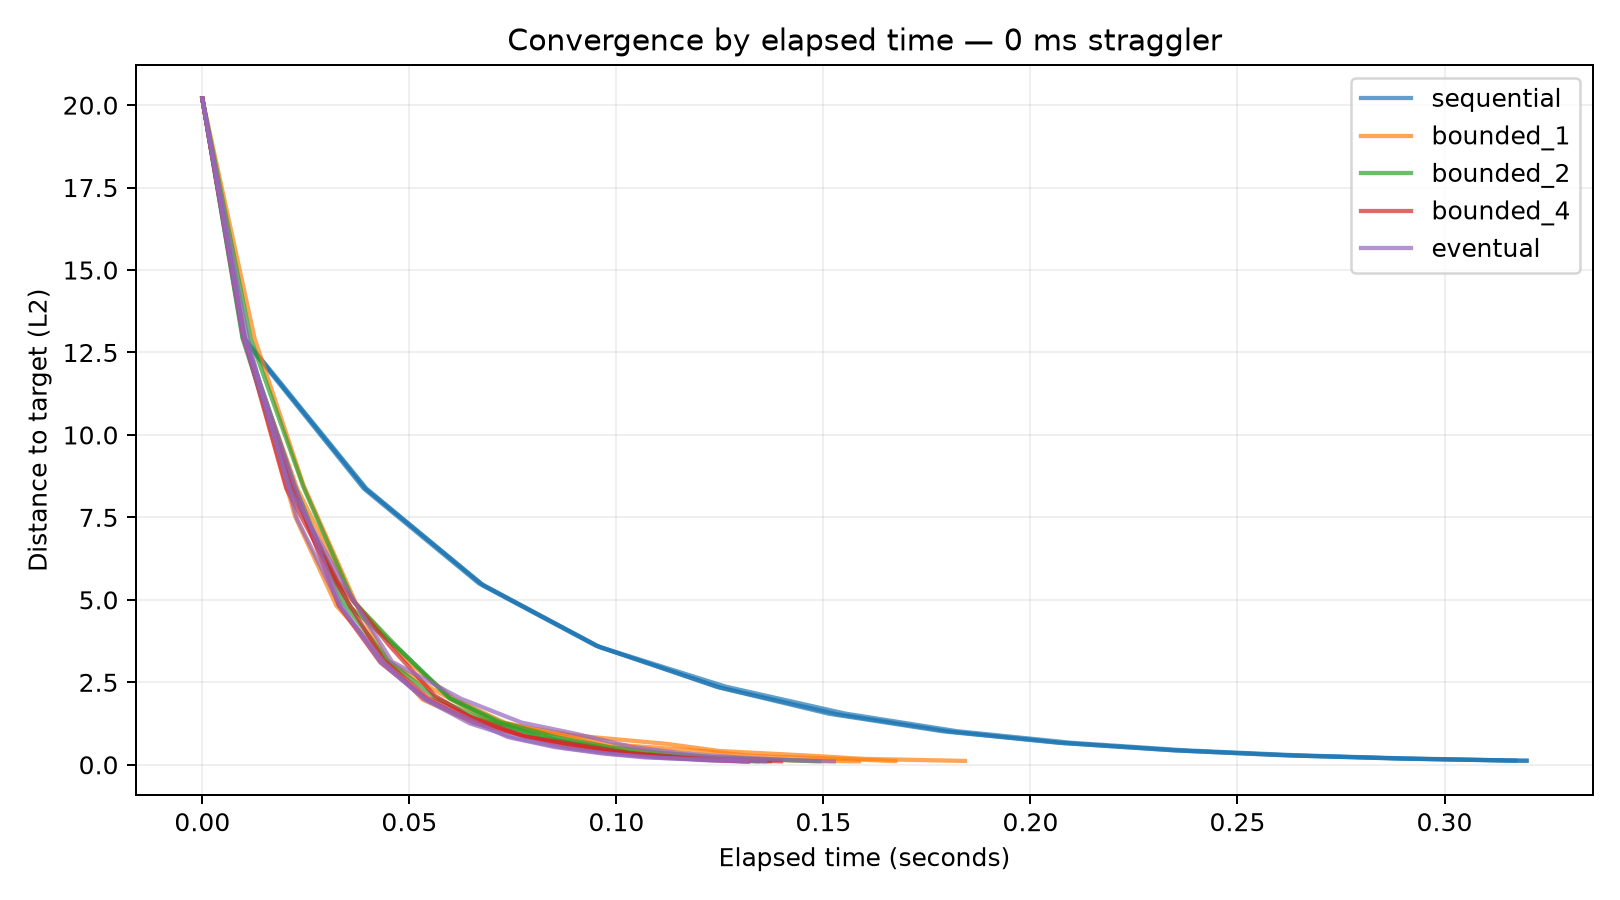 Convergence by elapsed time — 0 ms straggler
Distance to target (L2)
20.0
17.5
15.0
12.5
10.0
7.5
5.0
2.5
0.0
sequential
bounded_1
bounded_2
bounded_4
eventual
0.00 0.05 0.10 0.15 0.20 0.25 0.30
Elapsed time (seconds)